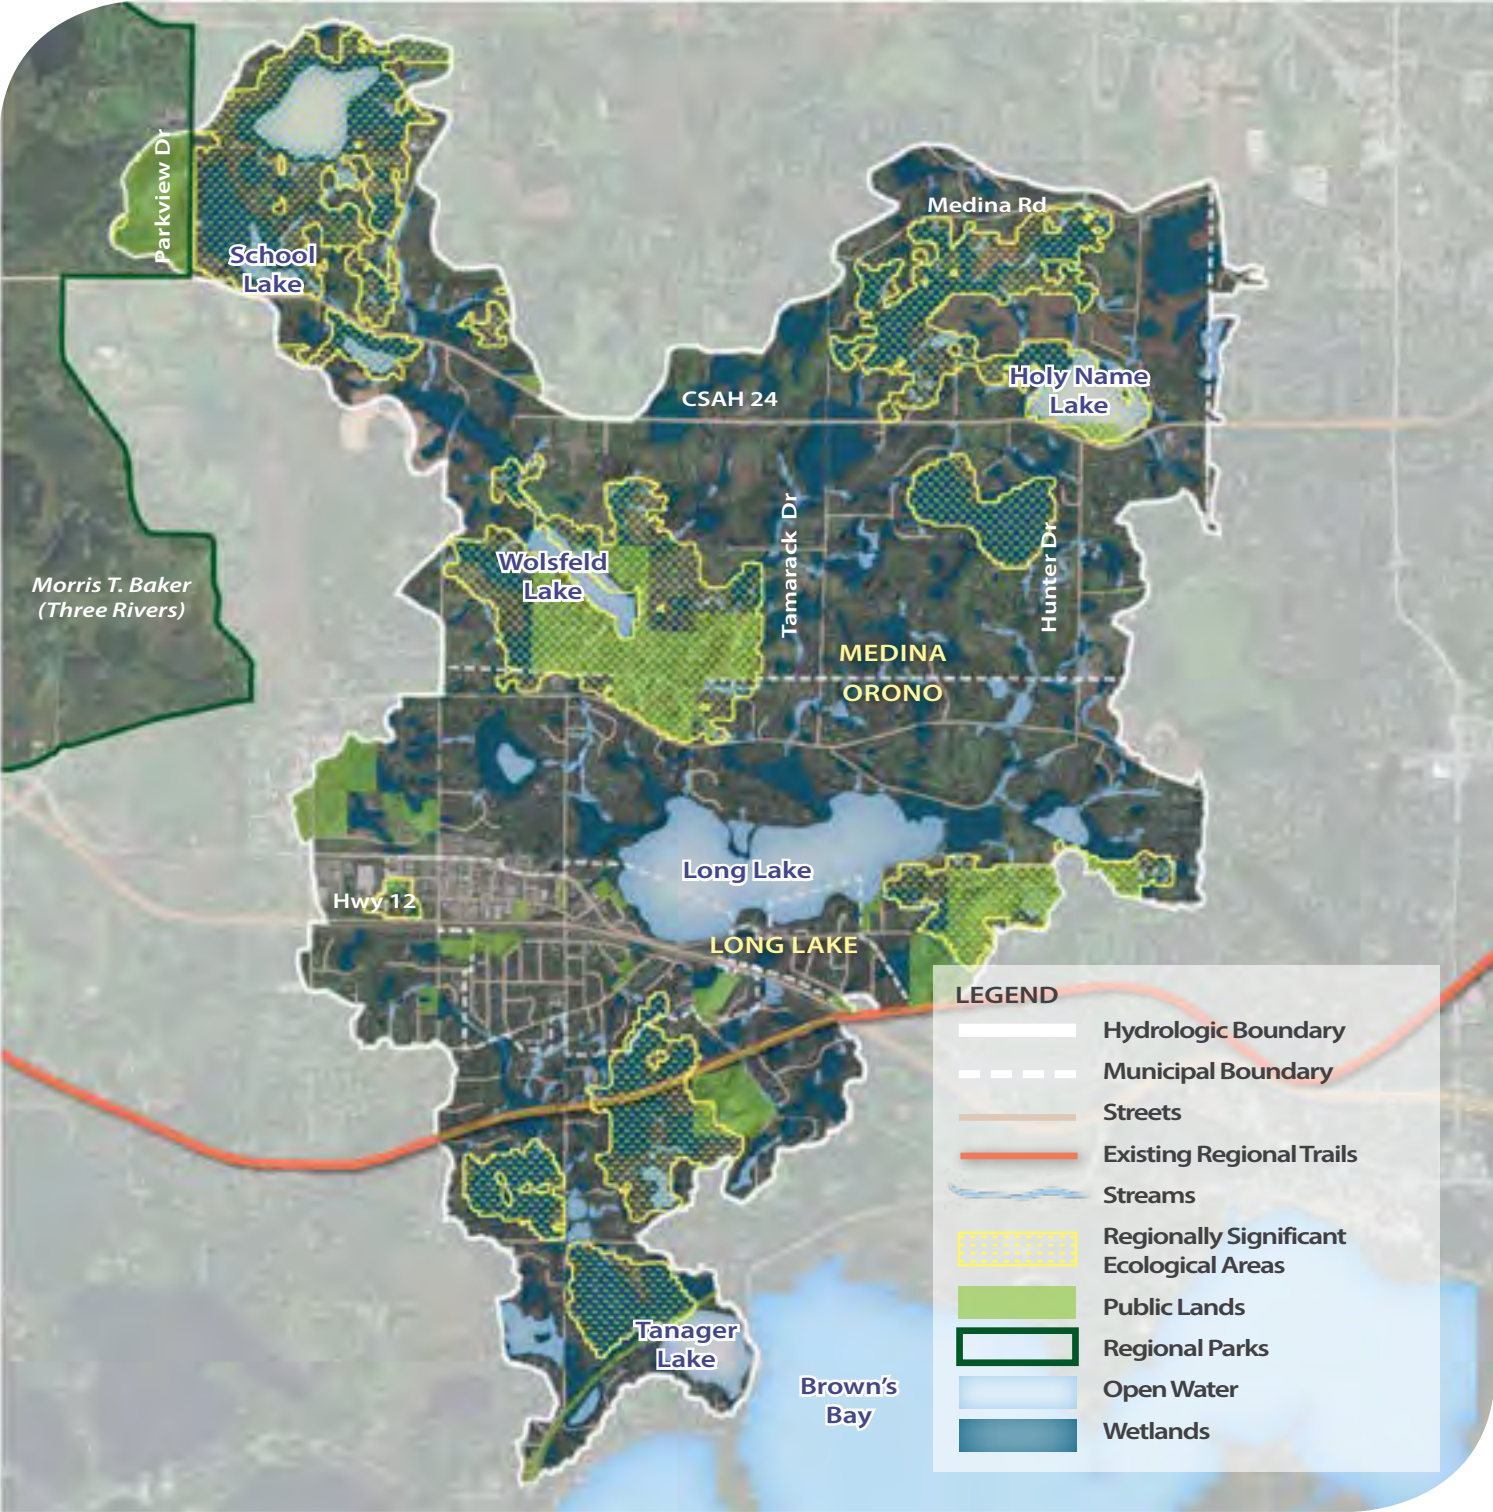 Parkview Dr
School
Lake
Medina Rd
Holy Name
Lake
CSAH 24
Tamarack Dr
Hunter Dr
Wolsfeld
Lake
Morris T. Baker
(Three Rivers)
MEDINA
ORONO
Long Lake
Hwy 12
LONG LAKE
Tanager
Lake
Brown’s
Bay
LEGEND
Hydrologic Boundary
Municipal Boundary
Streets
Existing Regional Trails
Streams
Regionally Significant
Ecological Areas
Public Lands
Regional Parks
Open Water
Wetlands